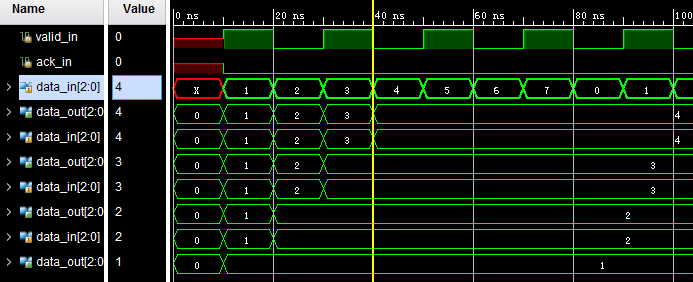 Name Value 0 ns 20 ns 40 ns 60 ns 80 ns 100
valid_in 0
ack_in 0
data_in[2:0] 4 X 1 2 3 4 5 6 7 0 1
data_out[2:0 4 0 1 2 3 4
data_in[2:0] 4 0 1 2 3 4
data_out[2:0 3 0 1 2 3
data_in[2:0] 3 0 1 2 3
data_out[2:0 2 0 1 2
data_in[2:0] 2 0 1 2
data_out[2:0 1 0 1